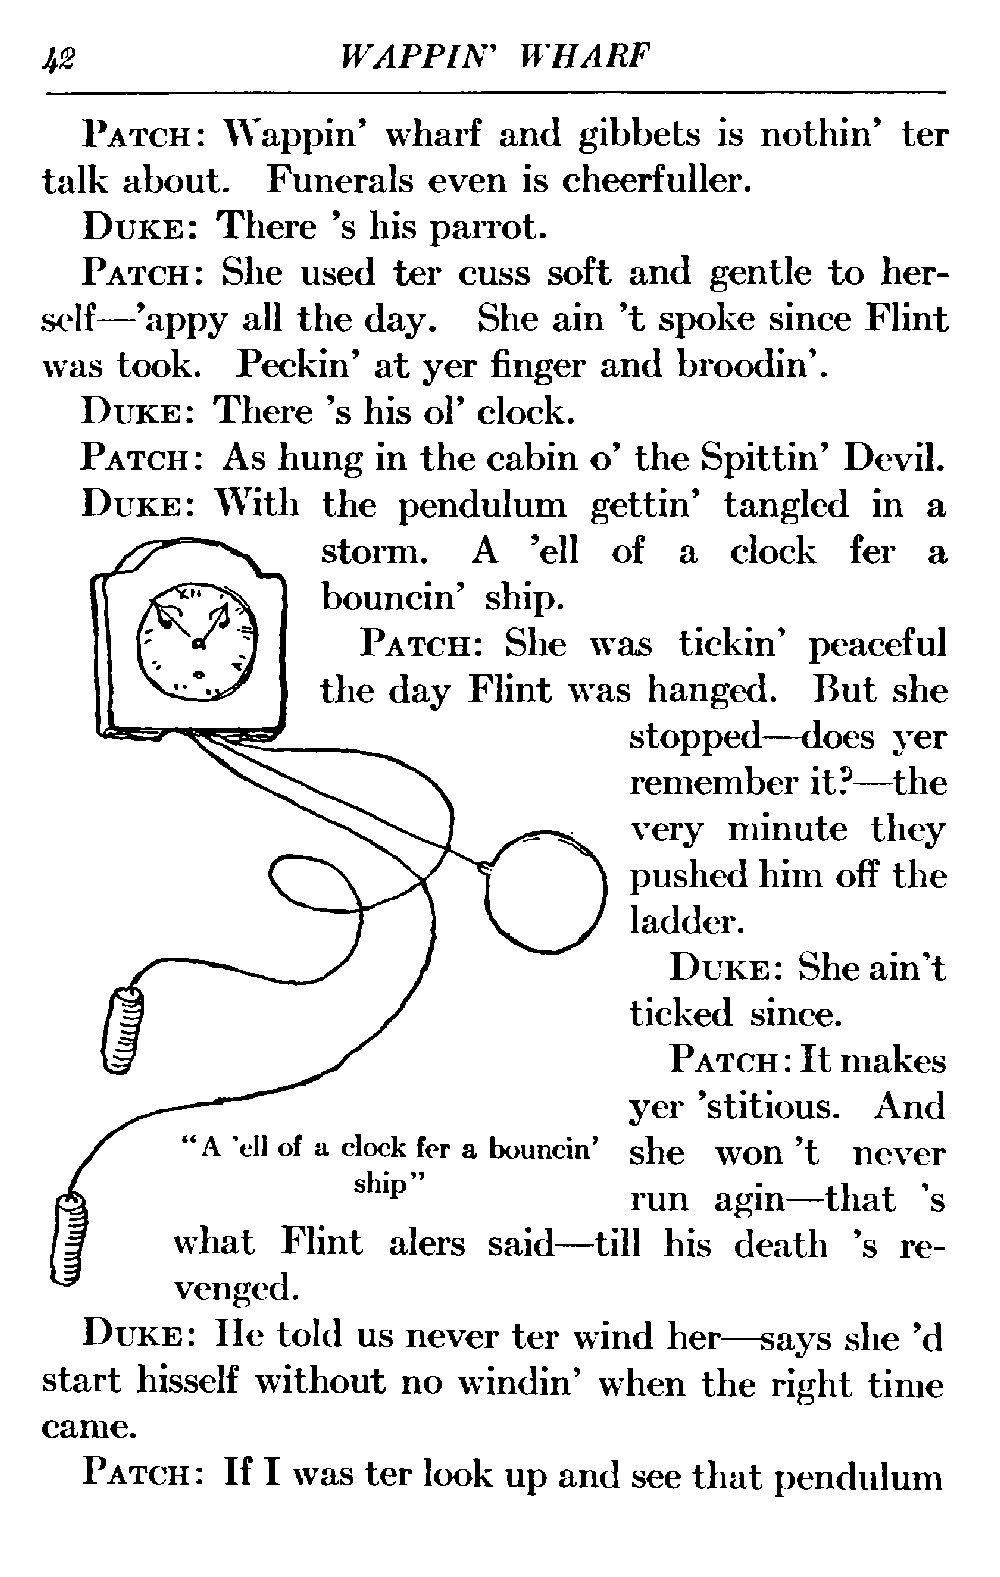 42 WAPPIN' WHARF
PATCH: Wappin' wharf and gibbets is nothin' ter
talk about. Funerals even is cheerfuller.
DUKE: There 's his parrot.
PATCH: She used ter cuss soft and gentle to her-
self—'appy all the day. She ain 't spoke since Flint
was took. Peckin' at yer finger and broodin'.
DUKE: There 's his ol' clock.
PATCH: As hung in the cabin o' the Spittin' Devil.
DUKE: With the pendulum gettin' tangled in a
storm. A 'ell of a clock fer a
bouncin' ship.
PATCH: She was tickin' peaceful
the day Flint was hanged. But she
stopped—does yer
remember it?—the
very minute they
pushed him off the
ladder.
DUKE: She ain't
ticked since.
PATCH: It makes
yer 'stitious. And
she won 't never
run agin—that 's
what Flint alers said—till his death 's re-
venged.
"A 'ell of a clock fer a bouncin'
ship"
DUKE: He told us never ter wind her—says she 'd
start hisself without no windin' when the right time
came.
PATCH: If I was ter look up and see that pendulum